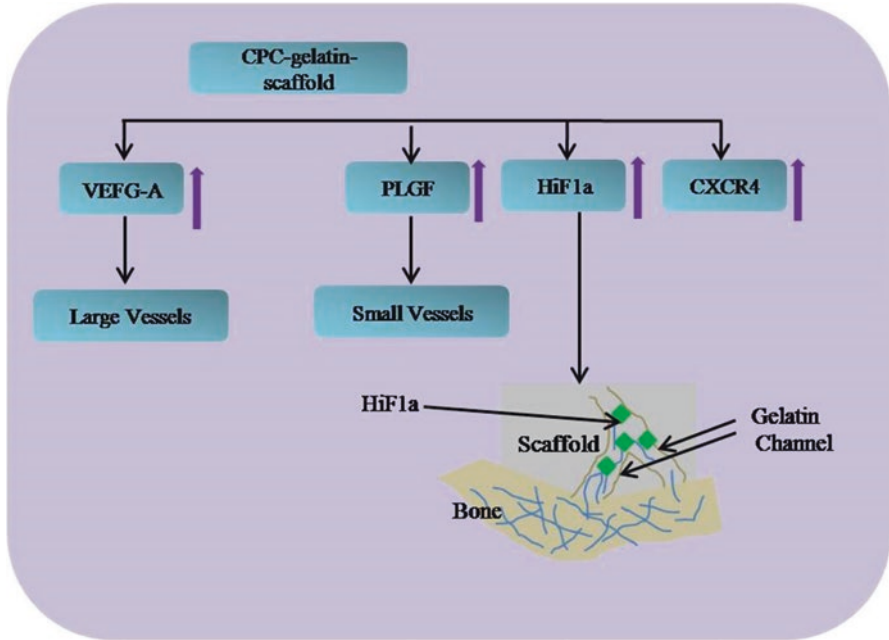 CPC-gelatin-
scaffold
VEFG-A
PLGF
HiF1a
CXCR4
Large Vessels
Small Vessels
HiF1a
Scaffold
Gelatin
Channel
Bone